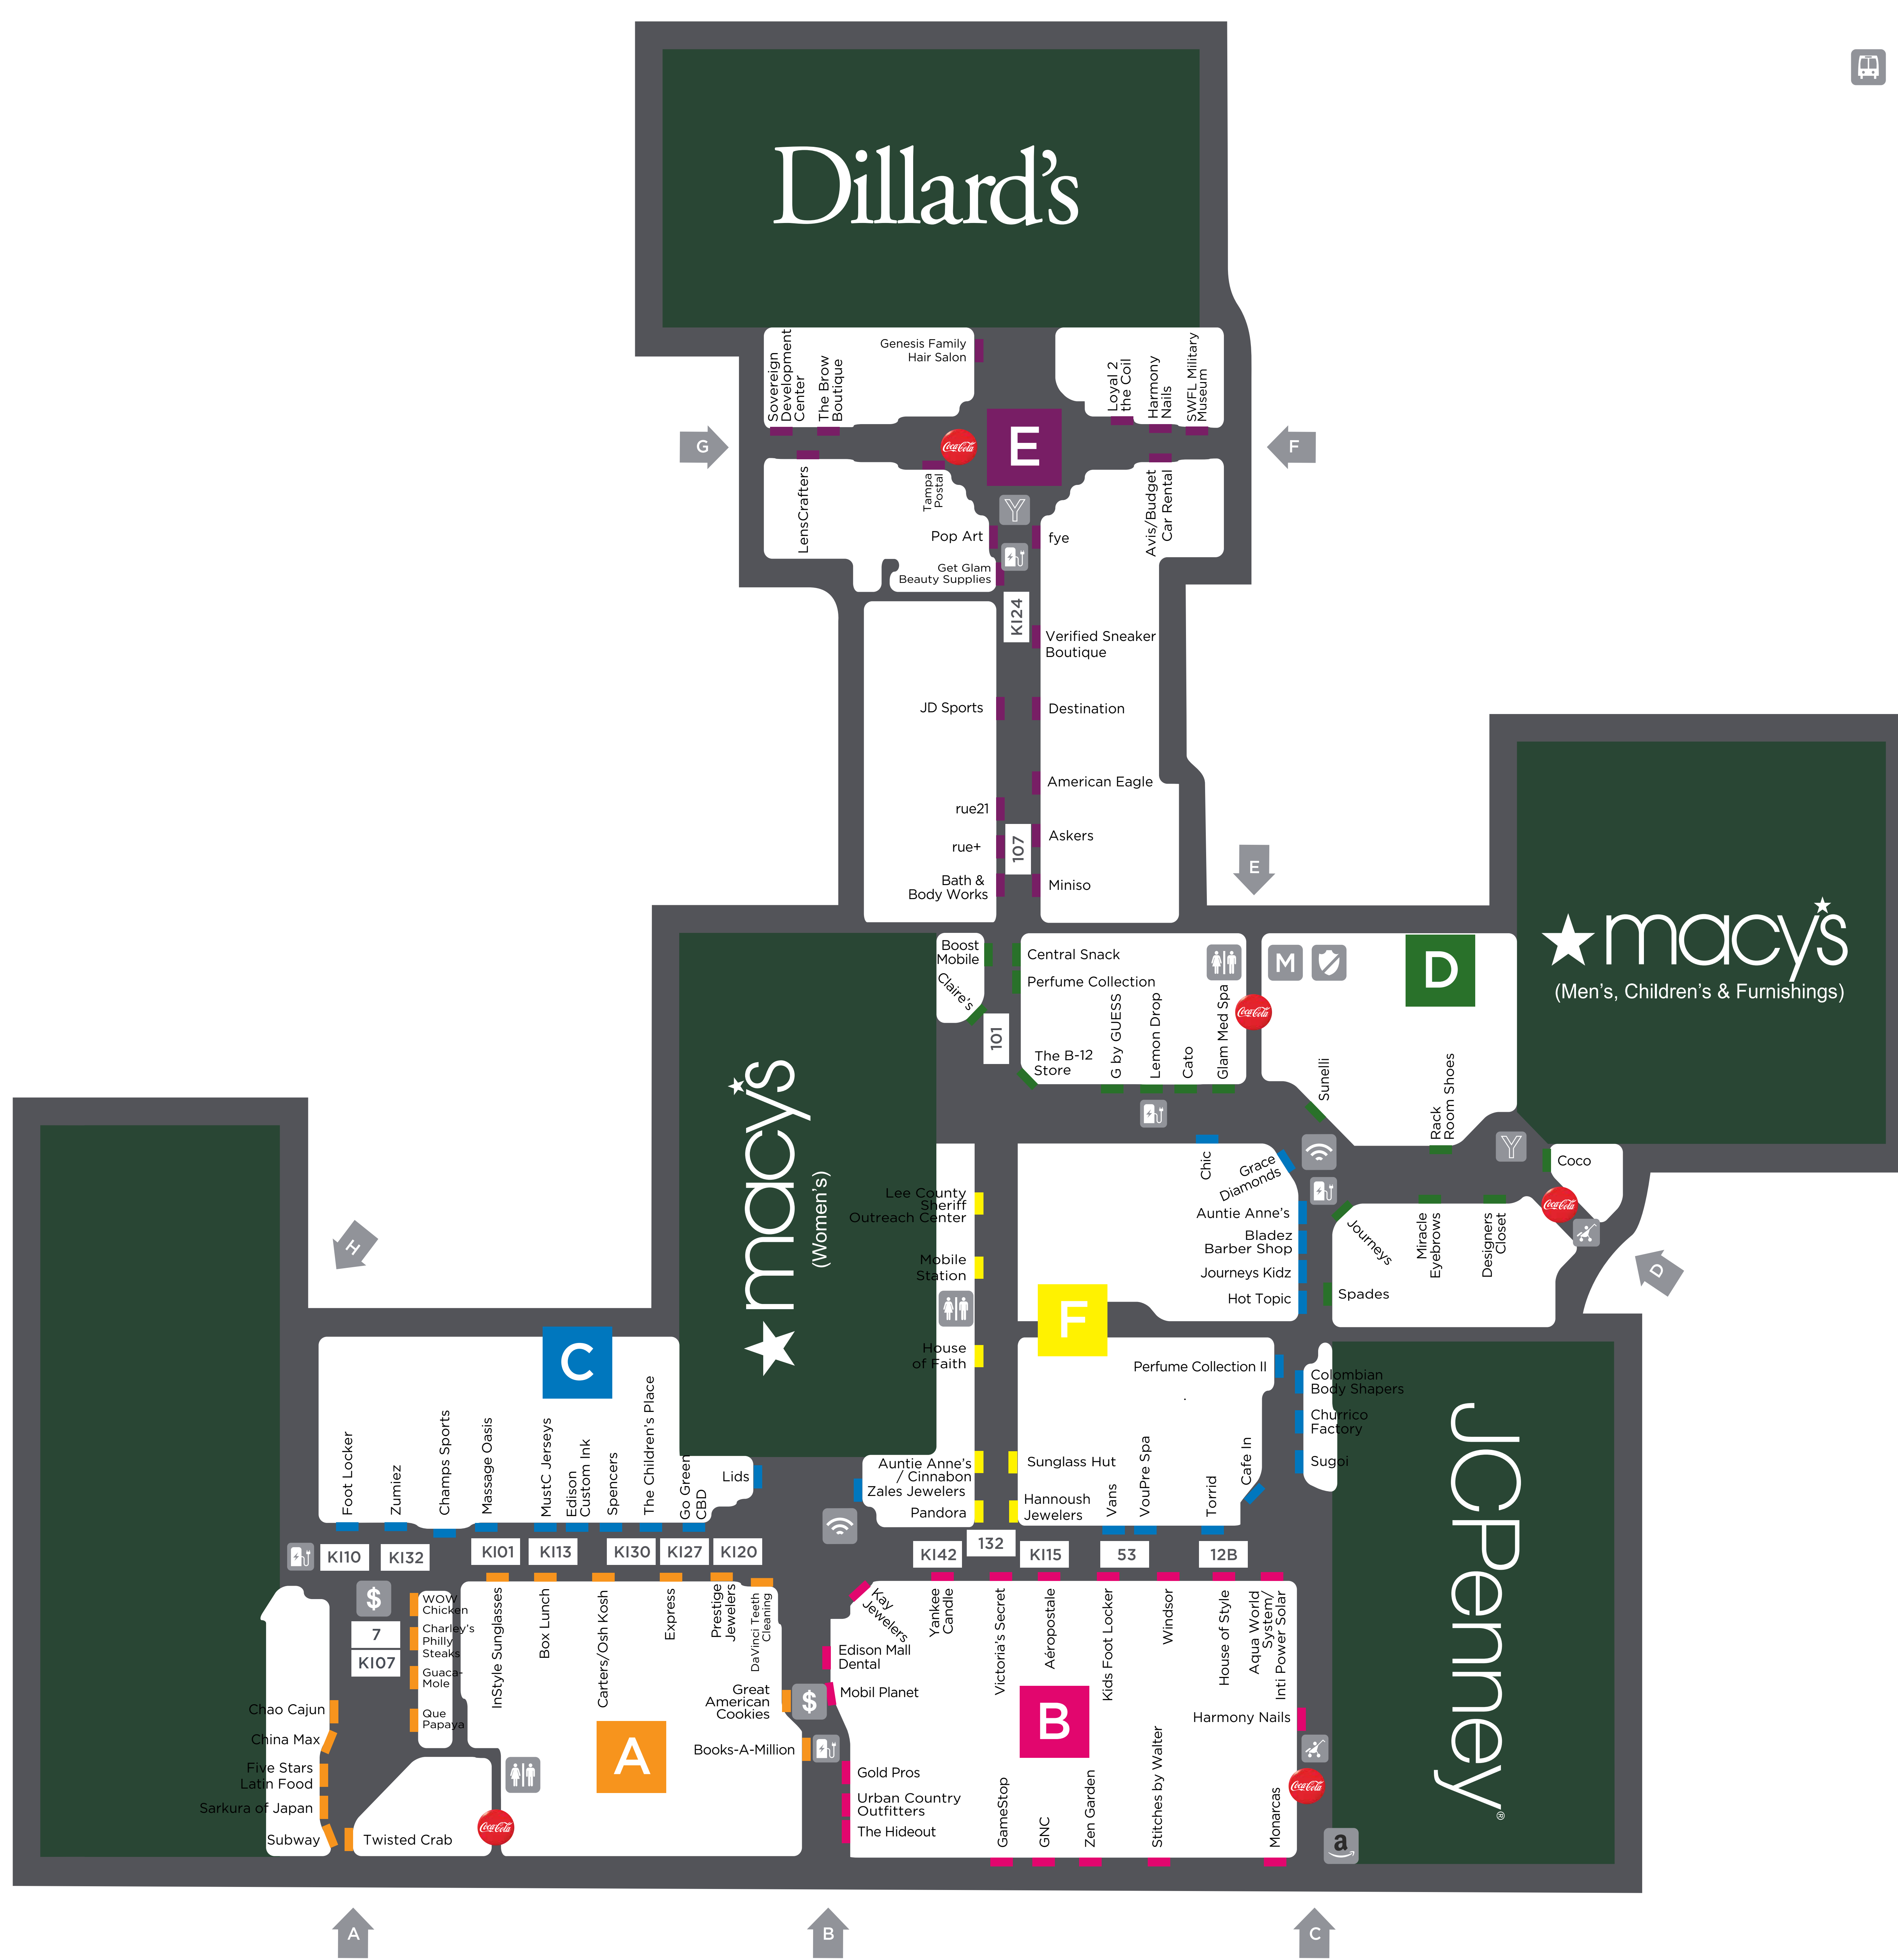 Dillard's
Genesis Family
Hair Salon
Sovereign
Development
Center
The Brow
Boutique
Loyal 2
the Coil
Harmony
Nails
SWFL Military
Museum
G
Coca-Cola
E
F
LensCrafters
Tampa
Postal
Avis/Budget
Car Rental
Y
Pop Art
fye
Get Glam
Beauty Supplies
KI24
Verified Sneaker
Boutique
JD Sports
Destination
American Eagle
rue21
rue+
107
Askers
Bath &
Body Works
Miniso
E
macy's
(Men's, Children's & Furnishings)
Boost
Mobile
Claire's
Central Snack
Perfume Collection
101
The B-12
Store
G by GUESS
Lemon Drop
Cato
Glam Med Spa
M
D
Coca-Cola
Sunelli
Rack
Room Shoes
Y
Coco
Coca-Cola
macy's
(Women's)
Chic
Grace
Diamonds
Auntie Anne's
Bladez
Barber Shop
Journeys Kidz
Hot Topic
Journeys
Miracle
Eyebrows
Designers
Closet
Spades
D
H
Lee County
Sheriff
Outreach Center
Mobile
Station
House
of Faith
F
Perfume Collection II
Colombian
Body Shapers
Churrico
Factory
Sugoi
JCPenney®
C
Foot Locker
Zumiez
Champs Sports
Massage Oasis
MustC Jerseys
Edison
Custom Ink
Spencers
The Children's Place
Go Green
CBD
Lids
Auntie Anne's
/ Cinnabon
Zales Jewelers
Pandora
Sunglass Hut
Hannoush
Jewelers
Vans
VouPre Spa
Torrid
Cafe In
KI10
KI32
KI01
KI13
KI30
KI27
KI20
KI42
132
KI15
53
12B
$
7
KI07
WOW
Chicken
Charley's
Philly
Steaks
Guaca-
Mole
Que
Papaya
InStyle Sunglasses
Box Lunch
Carters/Osh Kosh
Express
Prestige
Jewelers
DaVinci Teeth
Cleaning
Great
American
Cookies
$
Books-A-Million
A
Chao Cajun
China Max
Five Stars
Latin Food
Sarkura of Japan
Subway
Twisted Crab
Coca-Cola
Kay
Jewelers
Edison Mall
Dental
Mobil Planet
Gold Pros
Urban Country
Outfitters
The Hideout
Yankee
Candle
Victoria's Secret
Aéropostale
Kids Foot Locker
Windsor
House of Style
Aqua World
System/
Inti Power Solar
B
Harmony Nails
GameStop
GNC
Zen Garden
Stitches by Walter
Monarcas
Coca-Cola
a
A
B
C